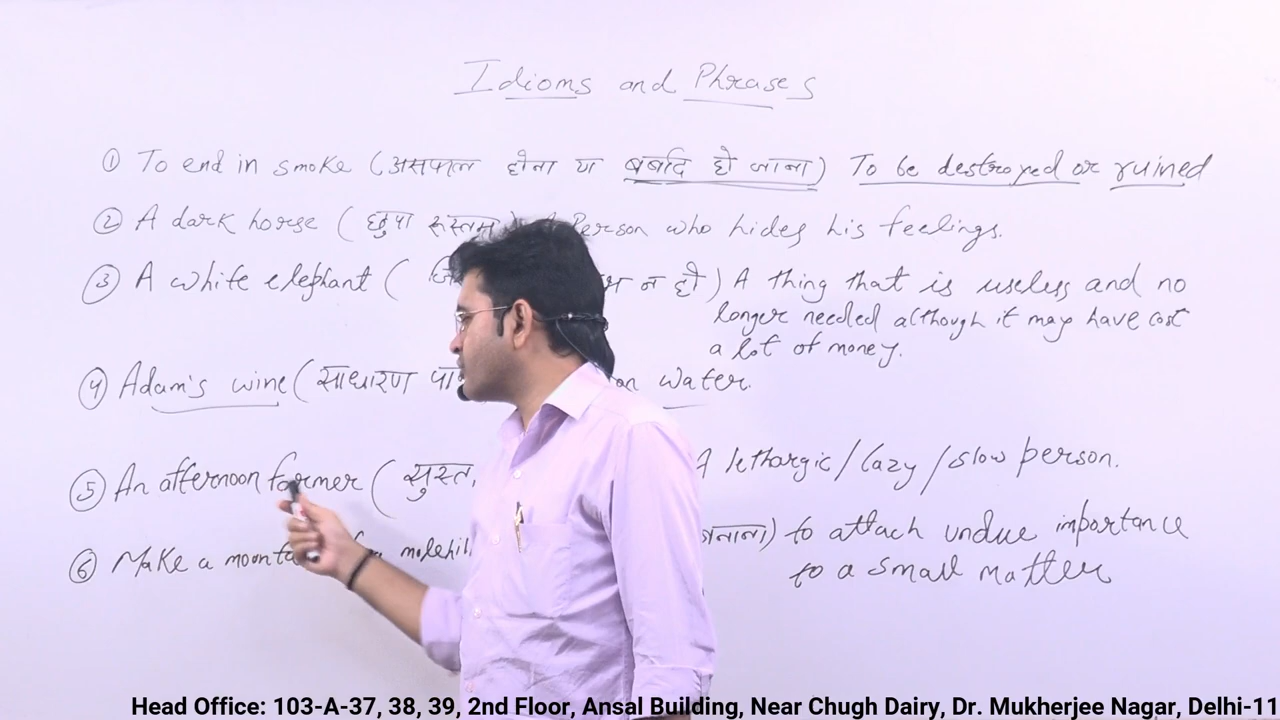 Idioms and Phrases
① To end in smoke (असफल होना या बर्बाद हो जाना) To be destroyed or ruined
② A dark horse (छुपा रूस्तम) A Person who hides his feelings.
③ A white elephant ( न हो) A thing that is useless and no
longer needed although it may have cost
a lot of money.
④ Adam's wine (साधारण water.
⑤ An afternoon farmer (सुस्त, A lethargic/lazy/slow person.
⑥ Make a molehill बनाना) to attach undue importance
to a small matter
Head Office: 103-A-37, 38, 39, 2nd Floor, Ansal Building, Near Chugh Dairy, Dr. Mukherjee Nagar, Delhi-11